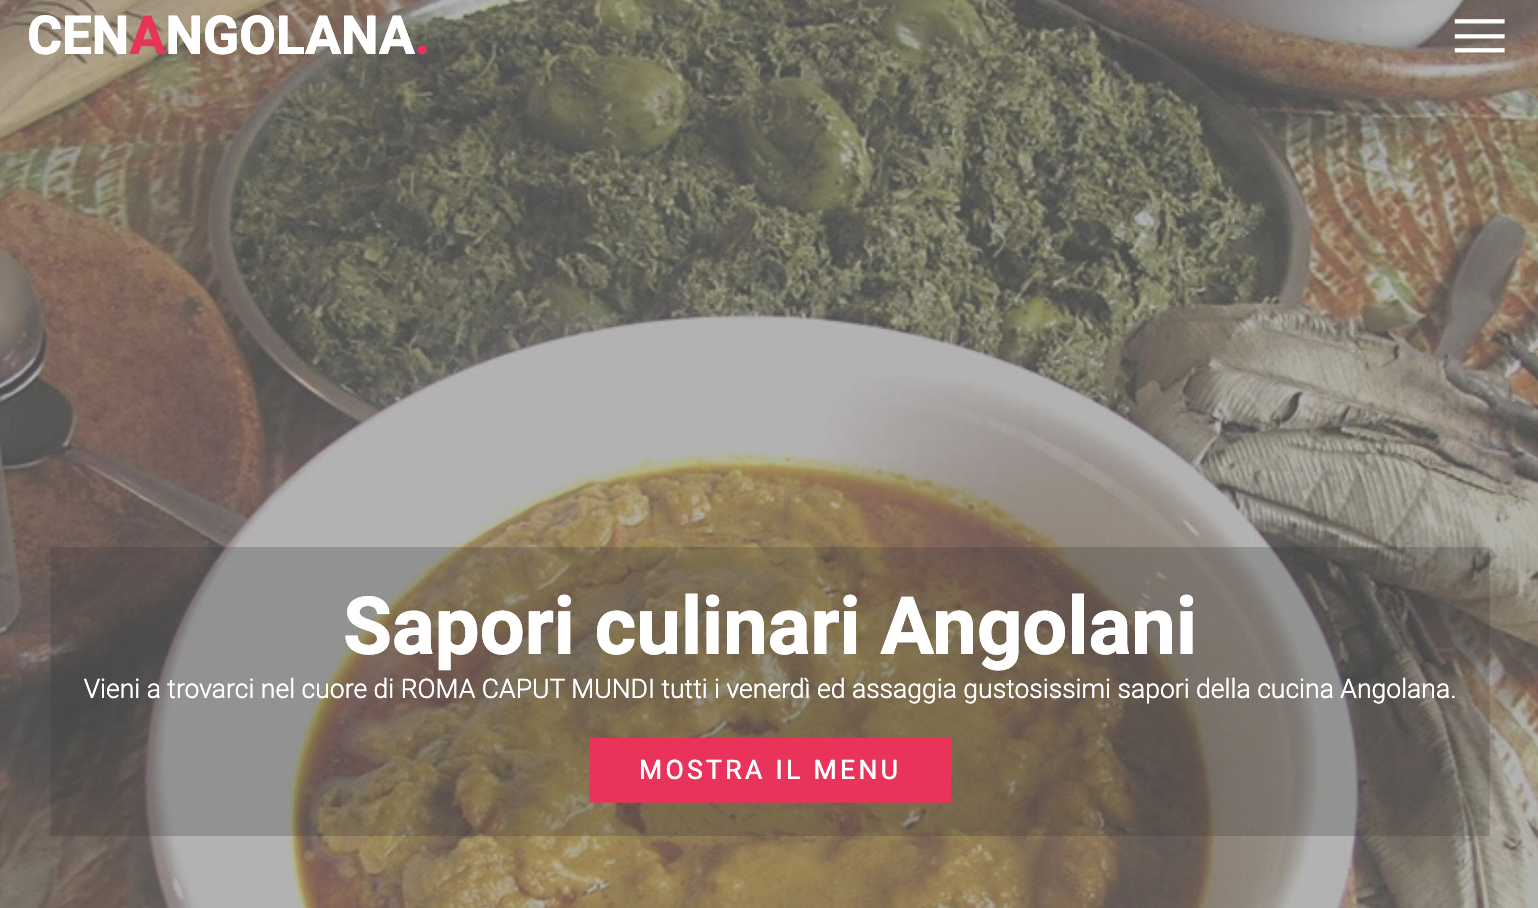 CENANGOLANA.
Sapori culinari Angolani
Vieni a trovarci nel cuore di ROMA CAPUT MUNDI tutti i venerdì ed assaggia gustosissimi sapori della cucina Angolana.
MOSTRA IL MENU